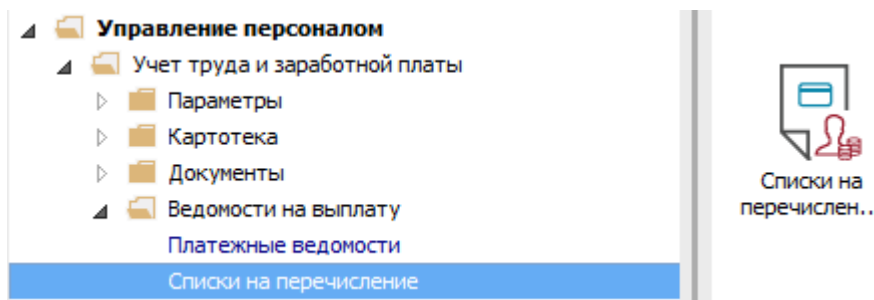 Управление персоналом
Учет труда и заработной платы
Параметры
Картотека
Документы
Ведомости на выплату
Платежные ведомости
Списки на перечисление
Списки на
перечислен..